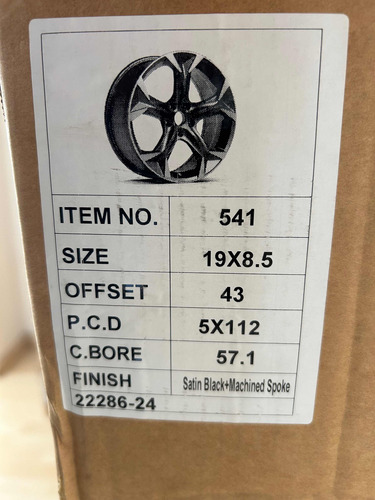 ITEM NO. 541
SIZE 19X8.5
OFFSET 43
P.C.D 5X112
C.BORE 57.1
FINISH Satin Black+Machined Spoke
22286-24